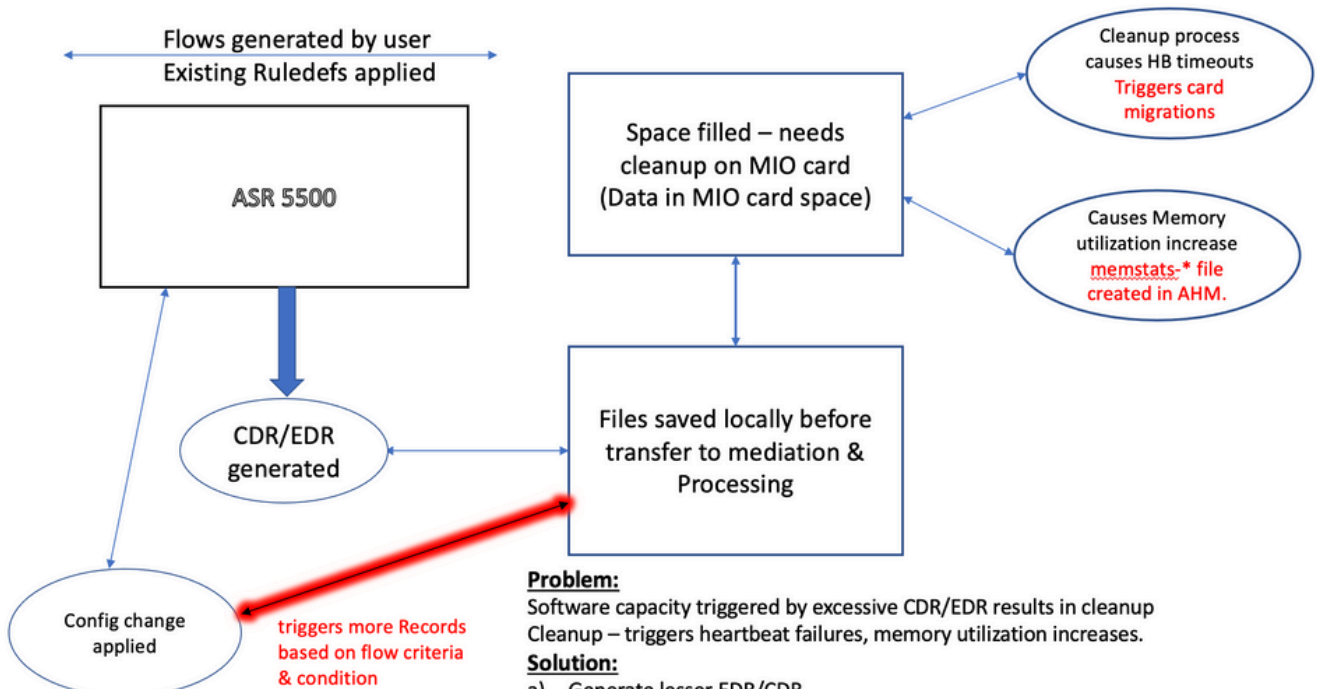 Flows generated by user
Existing Ruledefs applied
ASR 5500
CDR/EDR
generated
Config change
applied
triggers more Records
based on flow criteria
& condition
Space filled – needs
cleanup on MIO card
(Data in MIO card space)
Files saved locally before
transfer to mediation &
Processing
Cleanup process
causes HB timeouts
Triggers card
migrations
Causes Memory
utilization increase
memstats-* file
created in AHM.
Problem:
Software capacity triggered by excessive CDR/EDR results in cleanup
Cleanup – triggers heartbeat failures, memory utilization increases.
Solution:
a) Generate lesser EDR/CDR